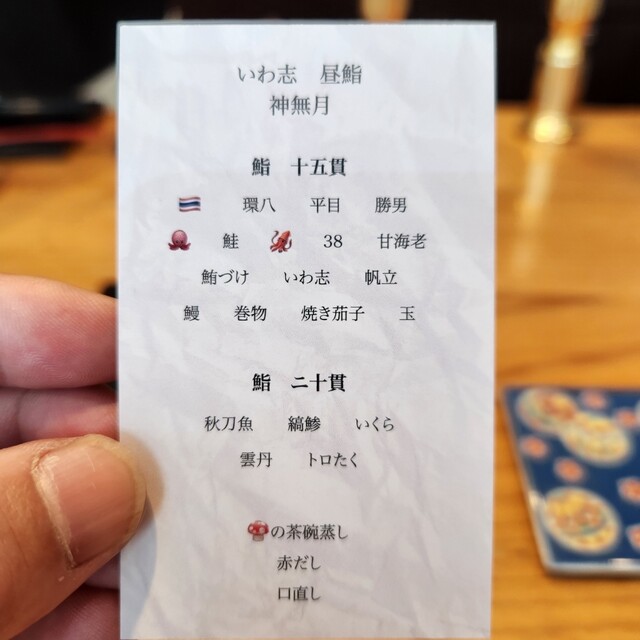 いわ志 昼鮨
神無月
鮨 十五貫
🇹🇭 環八 平目 勝男
🐙 鮭 🦑 38 甘海老
鮪づけ いわ志 帆立
鰻 巻物 焼き茄子 玉
鮨 二十貫
秋刀魚 縞鯵 いくら
雲丹 トロたく
🍄の茶碗蒸し
赤だし
口直し